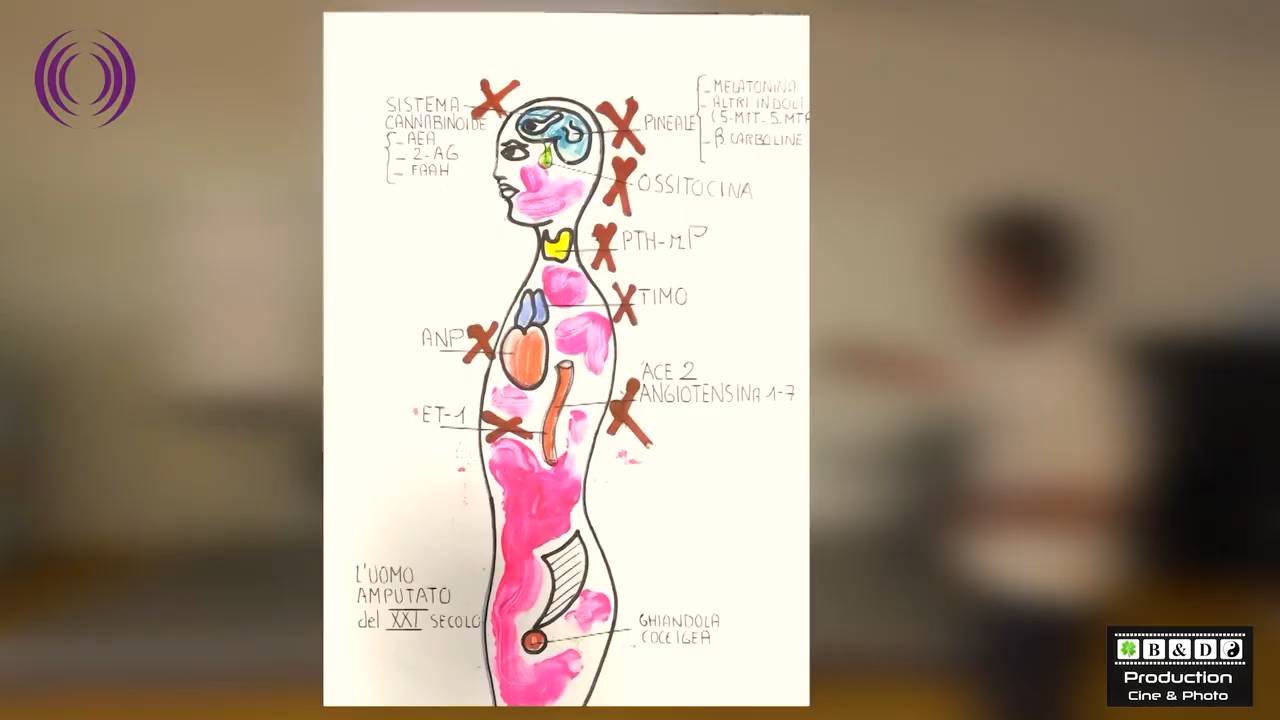 SISTEMA
CANNABINOIDE
- AEA
- 2-AG
- FAAH
PINEALE
- MELATONINA
- ALTRI INDOLI
(5-MTT-5.MT
- β CARBOLINE
OSSITOCINA
PTH-rP
TIMO
ANP
ACE 2
ANGIOTENSINA 1-7
ET-1
L'UOMO
AMPUTATO
del XXI SECOLO
GHIANDOLA
COCCIGEA
B & D
Production
Cine & Photo